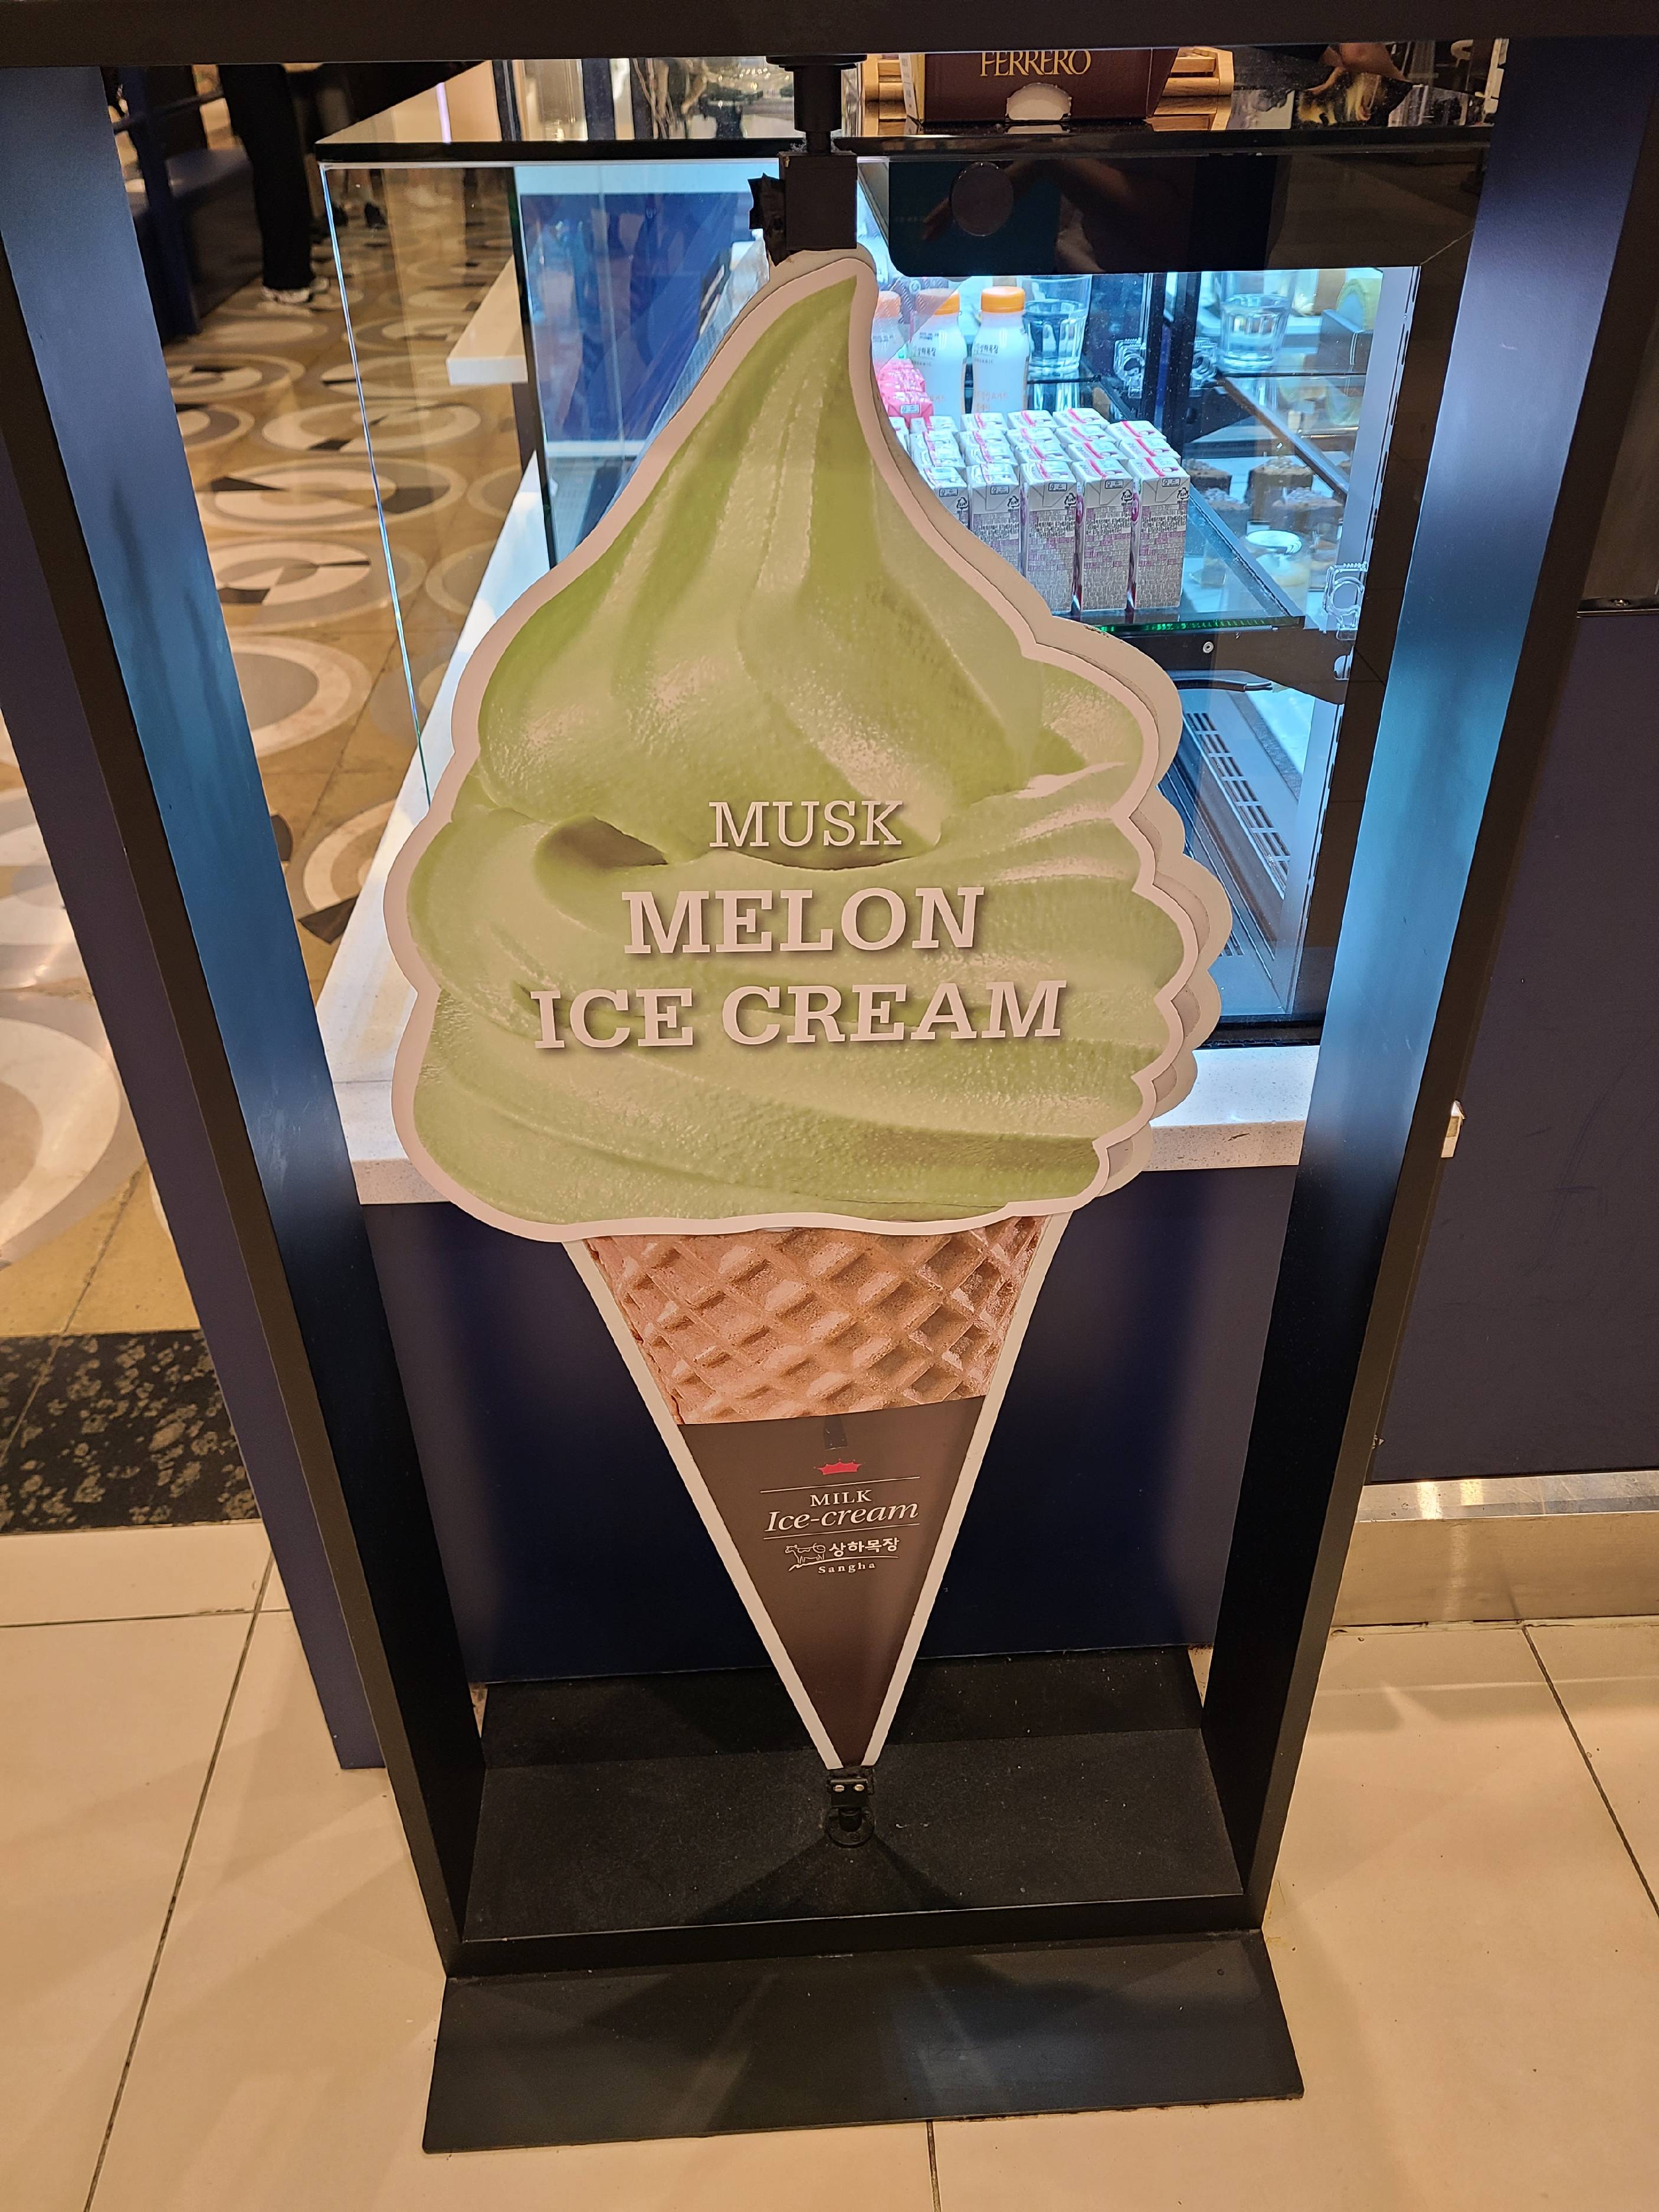 FERRERO
MUSK
MELON
ICE CREAM
MILK
Ice-cream
상하목장
Sangha